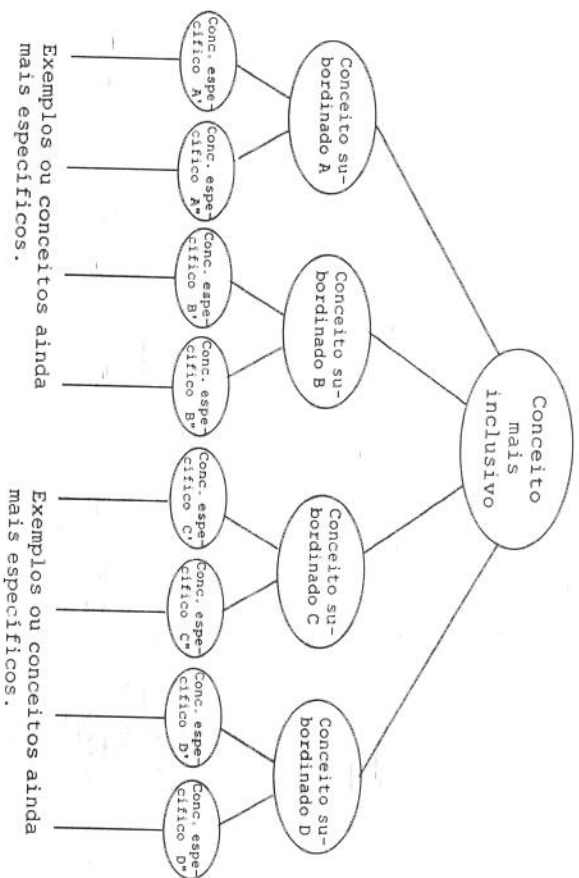 Conceito
mais
inclusivo
Conceito su-
bordinado A
Conceito su-
bordinado B
Conceito su-
bordinado C
Conceito su-
bordinado D
Conc. espe-
cífico A'
Conc. espe-
cífico A"
Conc. espe-
cífico B'
Conc. espe-
cífico B"
Conc. espe-
cífico C'
Conc. espe-
cífico C"
Conc. espe-
cífico D'
Conc. espe-
cífico D"
Exemplos ou conceitos ainda
mais específicos.
Exemplos ou conceitos ainda
mais específicos.